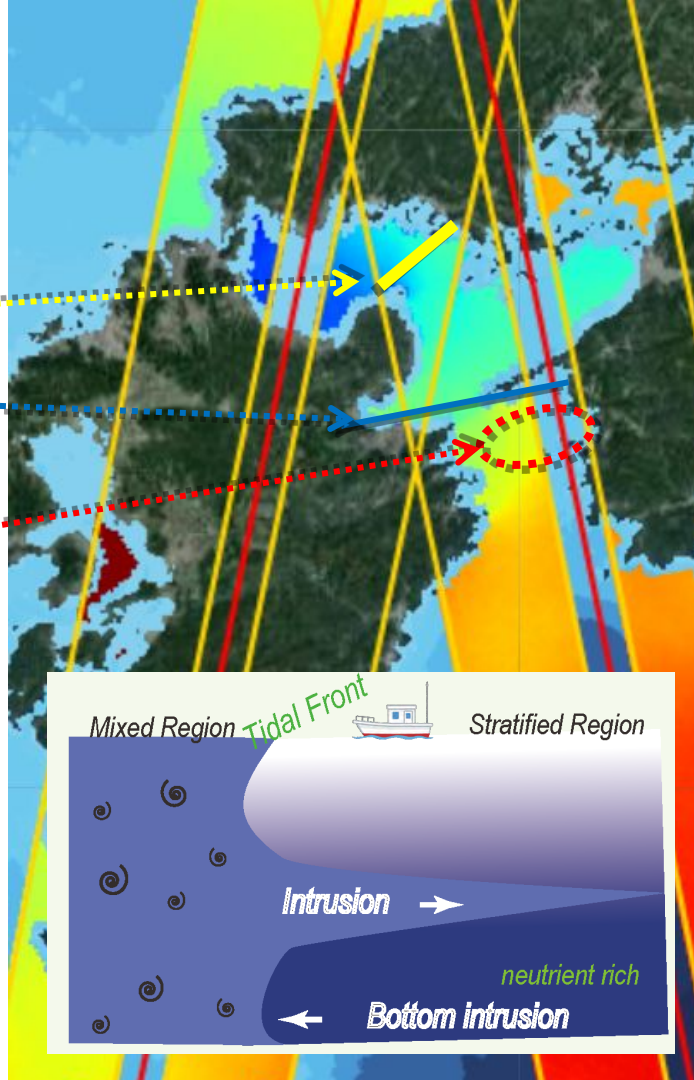 Mixed Region
Tidal Front
Stratified Region
Intrusion
neutrient rich
Bottom intrusion